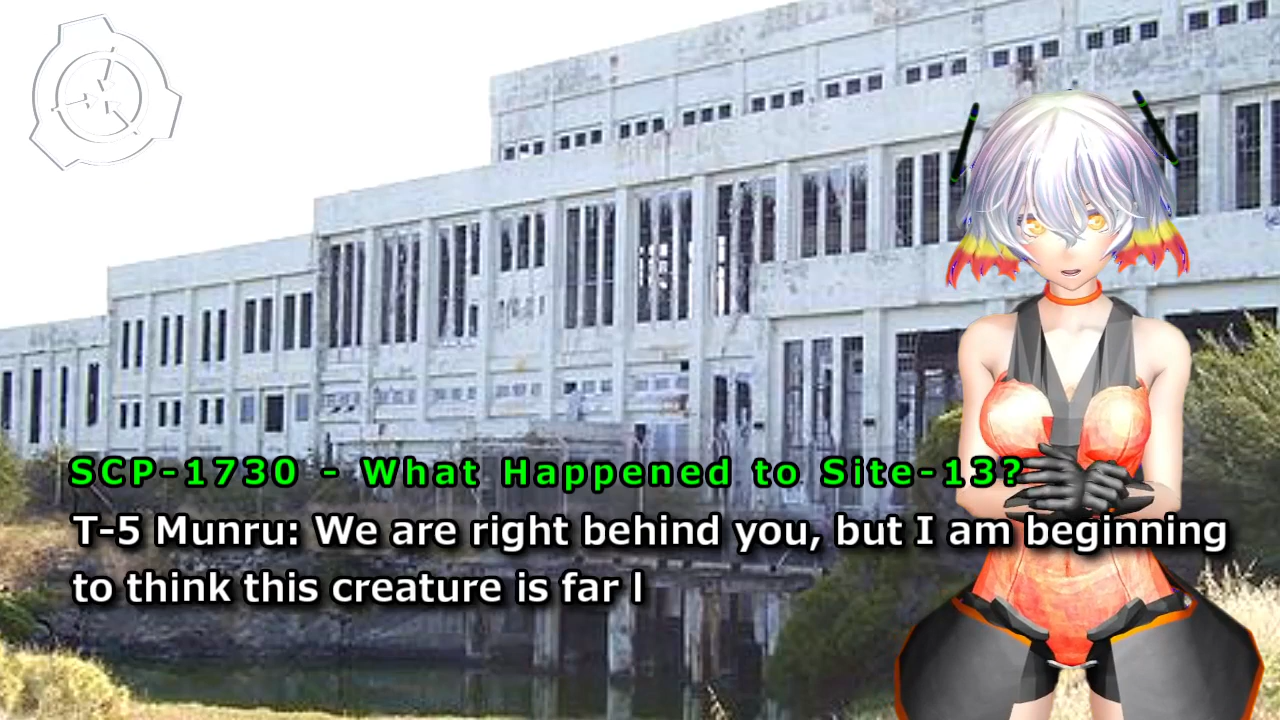 SCP-1730 - What Happened to Site-13?
T-5 Munru: We are right behind you, but I am beginning
to think this creature is far l